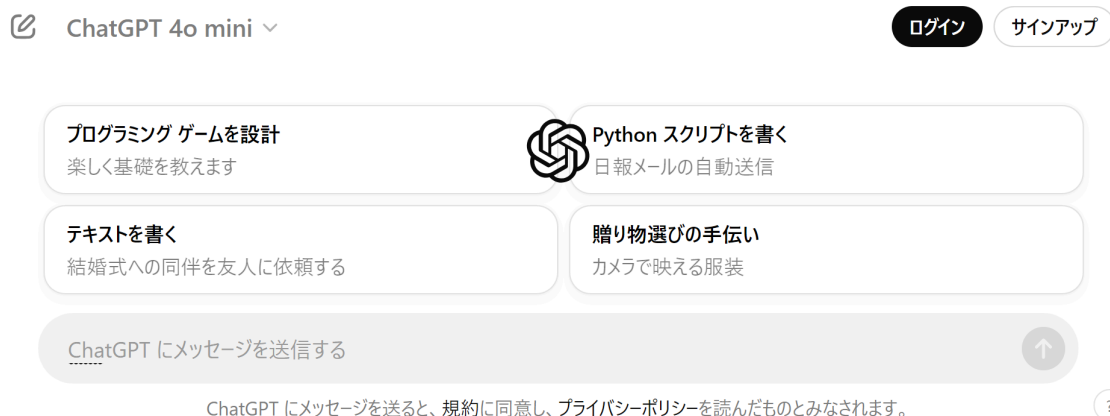 ChatGPT 4o mini
ログイン
サインアップ
プログラミング ゲームを設計
楽しく基礎を教えます
Python スクリプトを書く
日報メールの自動送信
テキストを書く
結婚式への同伴を友人に依頼する
贈り物選びの手伝い
カメラで映える服装
ChatGPT にメッセージを送信する
ChatGPT にメッセージを送ると、規約に同意し、プライバシーポリシーを読んだものとみなされます。